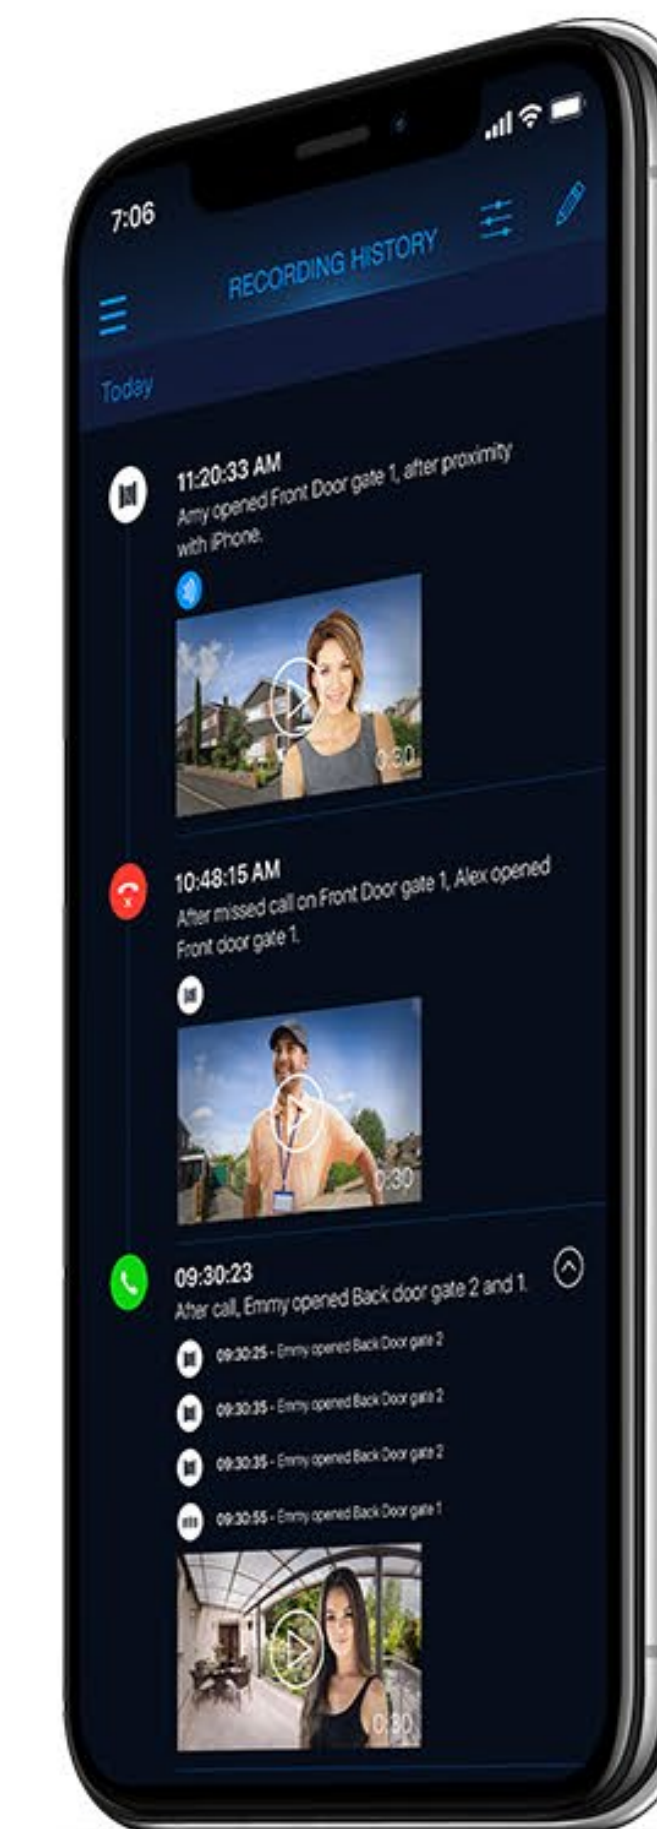 7:06
RECORDING HISTORY
Today
11:20:33 AM
Amy opened Front Door gate 1, after proximity
with iPhone.
0:30
10:48:15 AM
After missed call on Front Door gate 1, Alex opened
Front door gate 1.
0:30
09:30:23
After call, Emmy opened Back door gate 2 and 1.
09:30:25 - Emmy opened Back Door gate 2
09:30:35 - Emmy opened Back Door gate 2
09:30:35 - Emmy opened Back Door gate 2
09:30:55 - Emmy opened Back Door gate 1
0:30